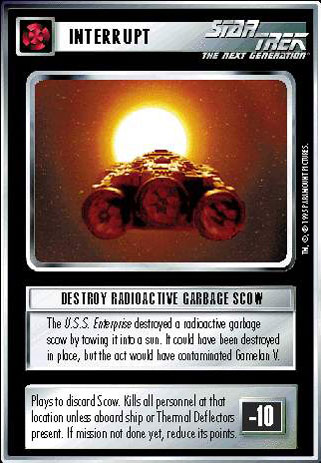 INTERRUPT
STAR TREK
THE NEXT GENERATION
TM, ®, © 1995 PARAMOUNT PICTURES.
DESTROY RADIOACTIVE GARBAGE SCOW
The U.S.S. Enterprise destroyed a radioactive garbage
scow by towing it into a sun. It could have been destroyed
in place, but the act would have contaminated Gamelan V.
Plays to discard Scow. Kills all personnel at that
location unless aboard ship or Thermal Deflectors
present. If mission not done yet, reduce its points.
-10